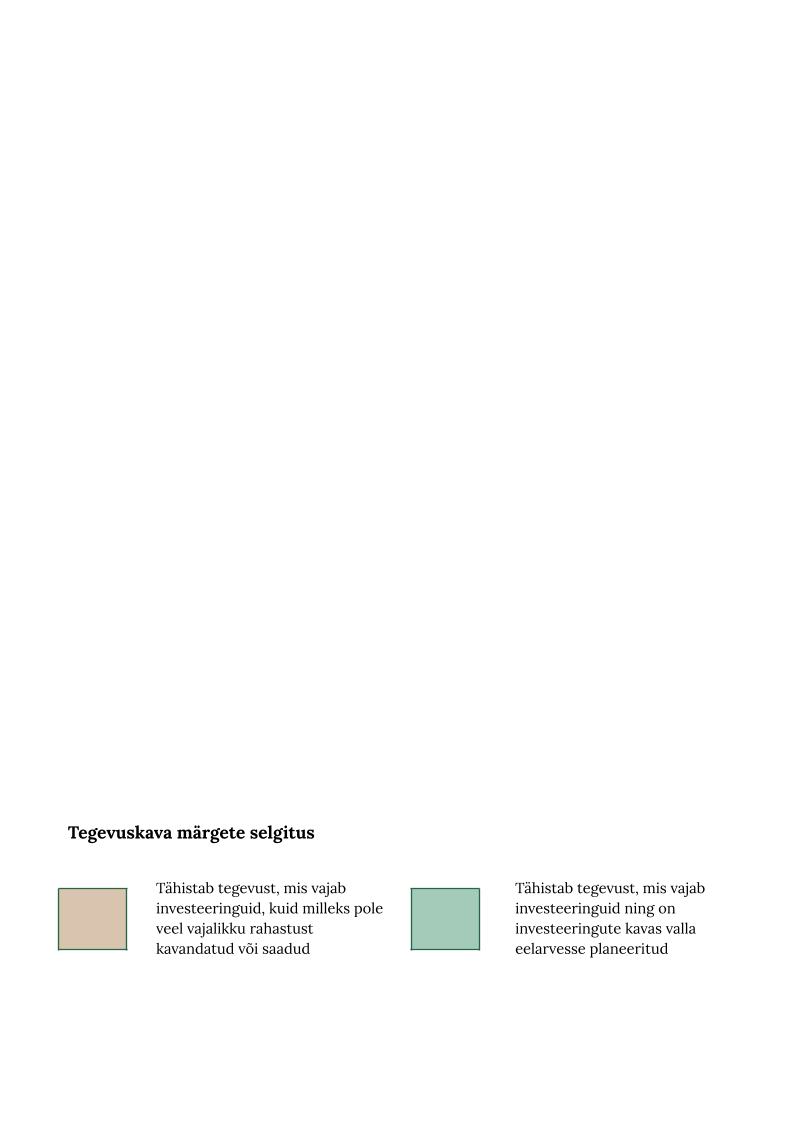 Tegevuskava märgete selgitus
Tähistab tegevust, mis vajab
investeeringuid, kuid milleks pole
veel vajalikku rahastust
kavandatud või saadud
Tähistab tegevust, mis vajab
investeeringuid ning on
investeeringute kavas valla
eelarvesse planeeritud